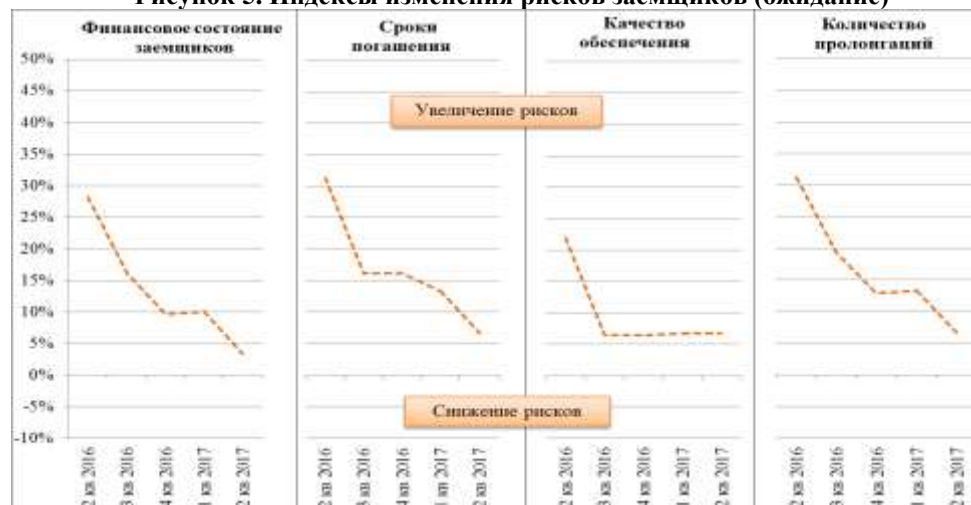 Рисунок 5. Индексы изменения рисков заемщиков (ожидание)
Финансовое состояние
заемщиков
Сроки
погашения
Качество
обеспечения
Количество
пролонгаций
50%
45%
40%
35%
30%
25%
20%
15%
10%
5%
0%
-5%
-10%
Увеличение рисков
Снижение рисков
2 кв 2016
3 кв 2016
4 кв 2016
1 кв 2017
2 кв 2017
2 кв 2016
3 кв 2016
4 кв 2016
1 кв 2017
2 кв 2017
2 кв 2016
3 кв 2016
4 кв 2016
1 кв 2017
2 кв 2017
2 кв 2016
3 кв 2016
4 кв 2016
1 кв 2017
2 кв 2017